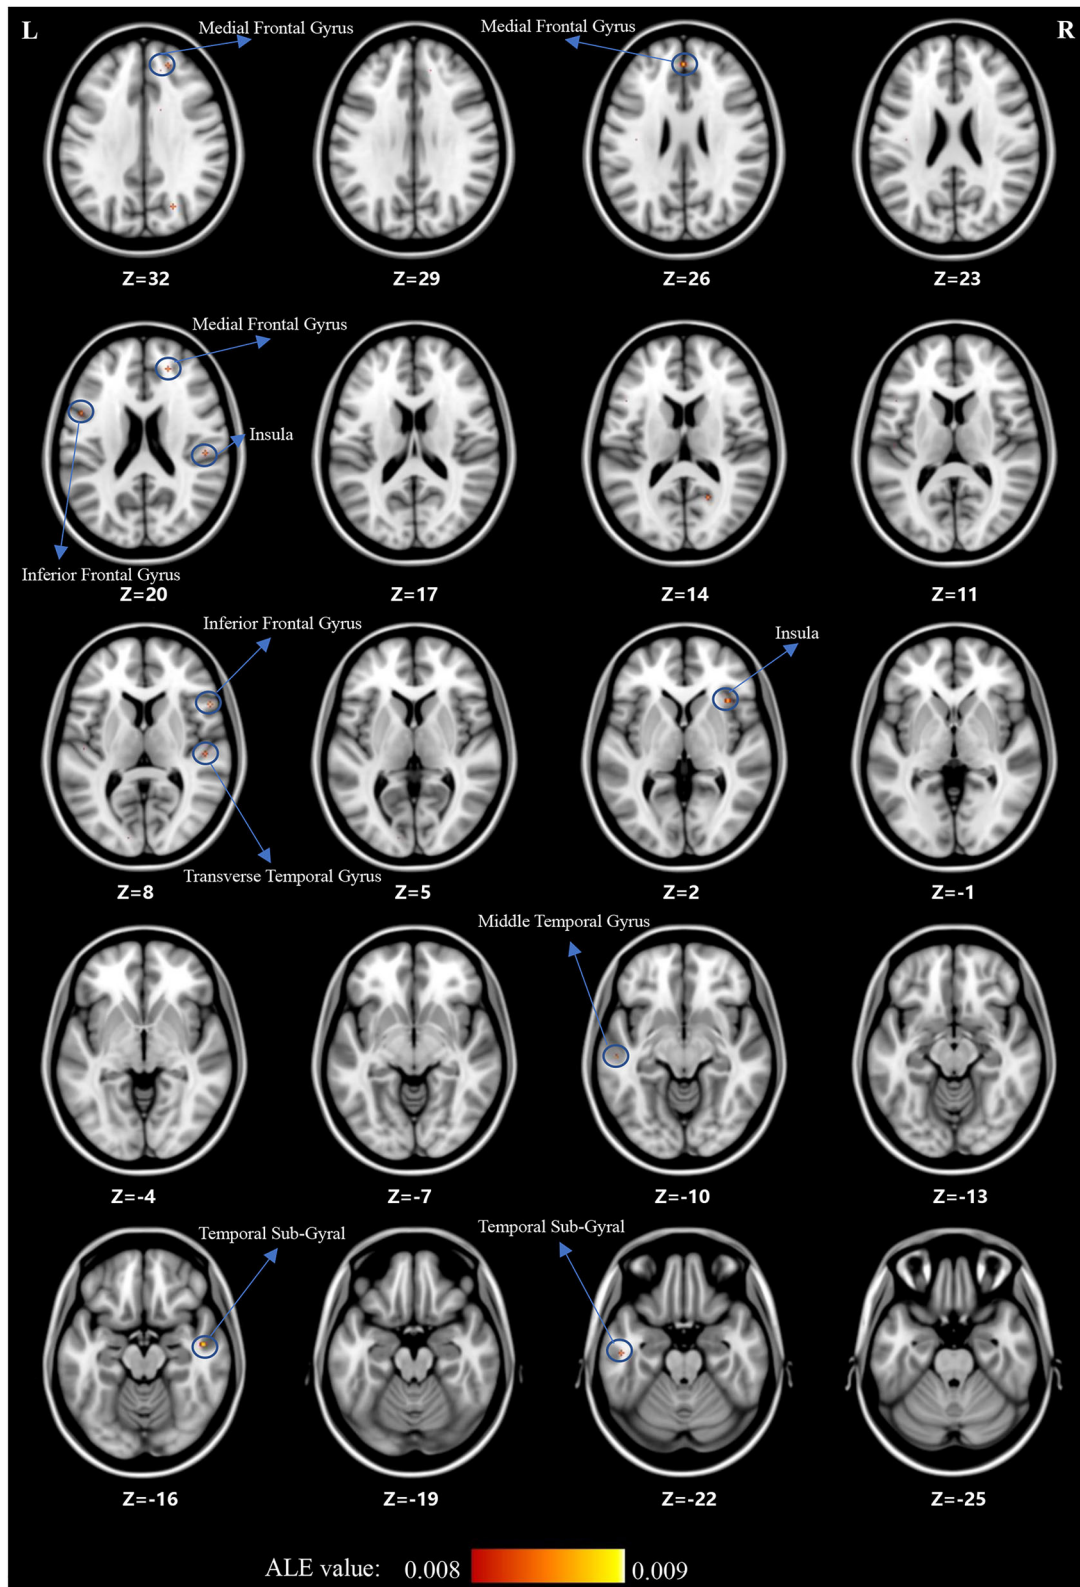 L
Medial Frontal Gyrus
Medial Frontal Gyrus
R
Z=32
Z=29
Z=26
Z=23
Medial Frontal Gyrus
Insula
Inferior Frontal Gyrus
Z=20
Z=17
Z=14
Z=11
Inferior Frontal Gyrus
Insula
Transverse Temporal Gyrus
Z=8
Z=5
Z=2
Z=-1
Middle Temporal Gyrus
Z=-4
Z=-7
Z=-10
Z=-13
Temporal Sub-Gyral
Temporal Sub-Gyral
Z=-16
Z=-19
Z=-22
Z=-25
ALE value: 0.008 0.009